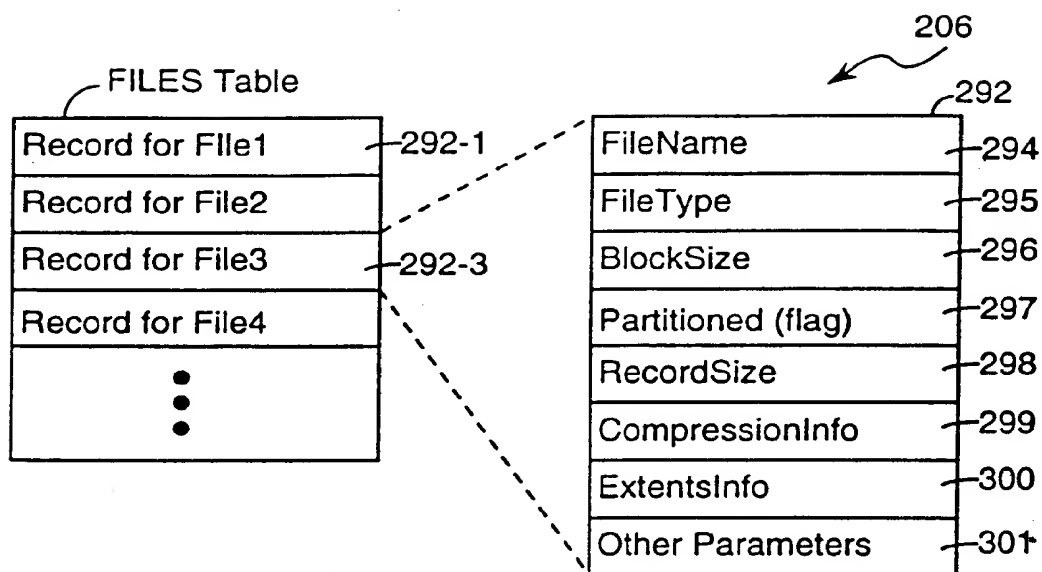 206
FILES Table
Record for File1
292-1
Record for File2
Record for File3
292-3
Record for File4
292
FileName
294
FileType
295
BlockSize
296
Partitioned (flag)
297
RecordSize
298
CompressionInfo
299
ExtentsInfo
300
Other Parameters
301